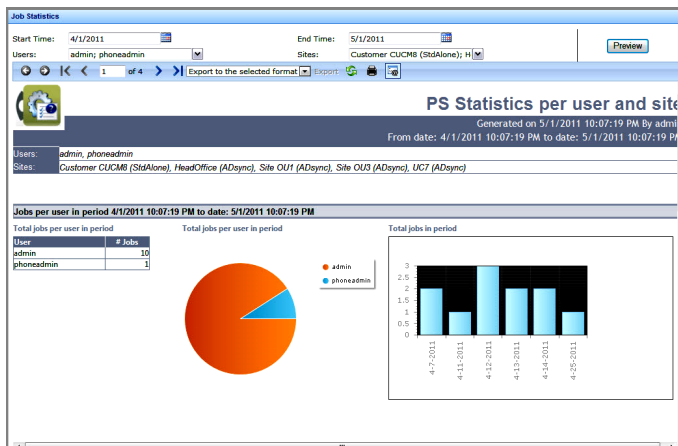 Job Statistics
Start Time: 4/1/2011 End Time: 5/1/2011
Users: admin; phoneadmin Sites: Customer CUCM8 (StdAlone); H
Preview
1 of 4 Export to the selected format Export
PS Statistics per user and site
Generated on 5/1/2011 10:07:19 PM By admi
From date: 4/1/2011 10:07:19 PM to date: 5/1/2011 10:07:19 P
Users: admin, phoneadmin
Sites: Customer CUCM8 (StdAlone), HeadOffice (ADsync), Site OU1 (ADsync), Site OU3 (ADsync), UC7 (ADsync)
Jobs per user in period 4/1/2011 10:07:19 PM to date: 5/1/2011 10:07:19 PM
Total jobs per user in period
User # Jobs
admin 10
phoneadmin 1
Total jobs per user in period
admin
phoneadmin
Total jobs in period
3
2.5
2
1.5
1
0.5
0
4-7-2011
4-11-2011
4-12-2011
4-13-2011
4-14-2011
4-25-2011